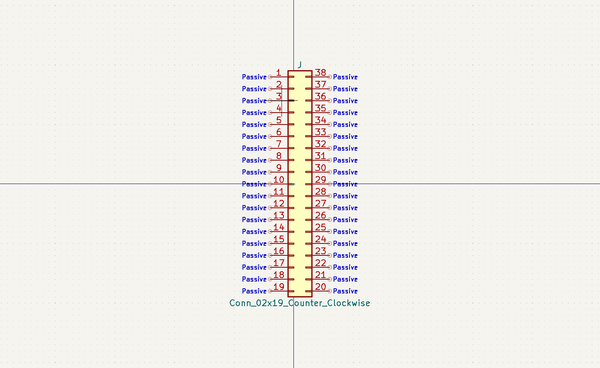 J
Passive 1 38 Passive
Passive 2 37 Passive
Passive 3 36 Passive
Passive 4 35 Passive
Passive 5 34 Passive
Passive 6 33 Passive
Passive 7 32 Passive
Passive 8 31 Passive
Passive 9 30 Passive
Passive 10 29 Passive
Passive 11 28 Passive
Passive 12 27 Passive
Passive 13 26 Passive
Passive 14 25 Passive
Passive 15 24 Passive
Passive 16 23 Passive
Passive 17 22 Passive
Passive 18 21 Passive
Passive 19 20 Passive
Conn_02x19_Counter_Clockwise